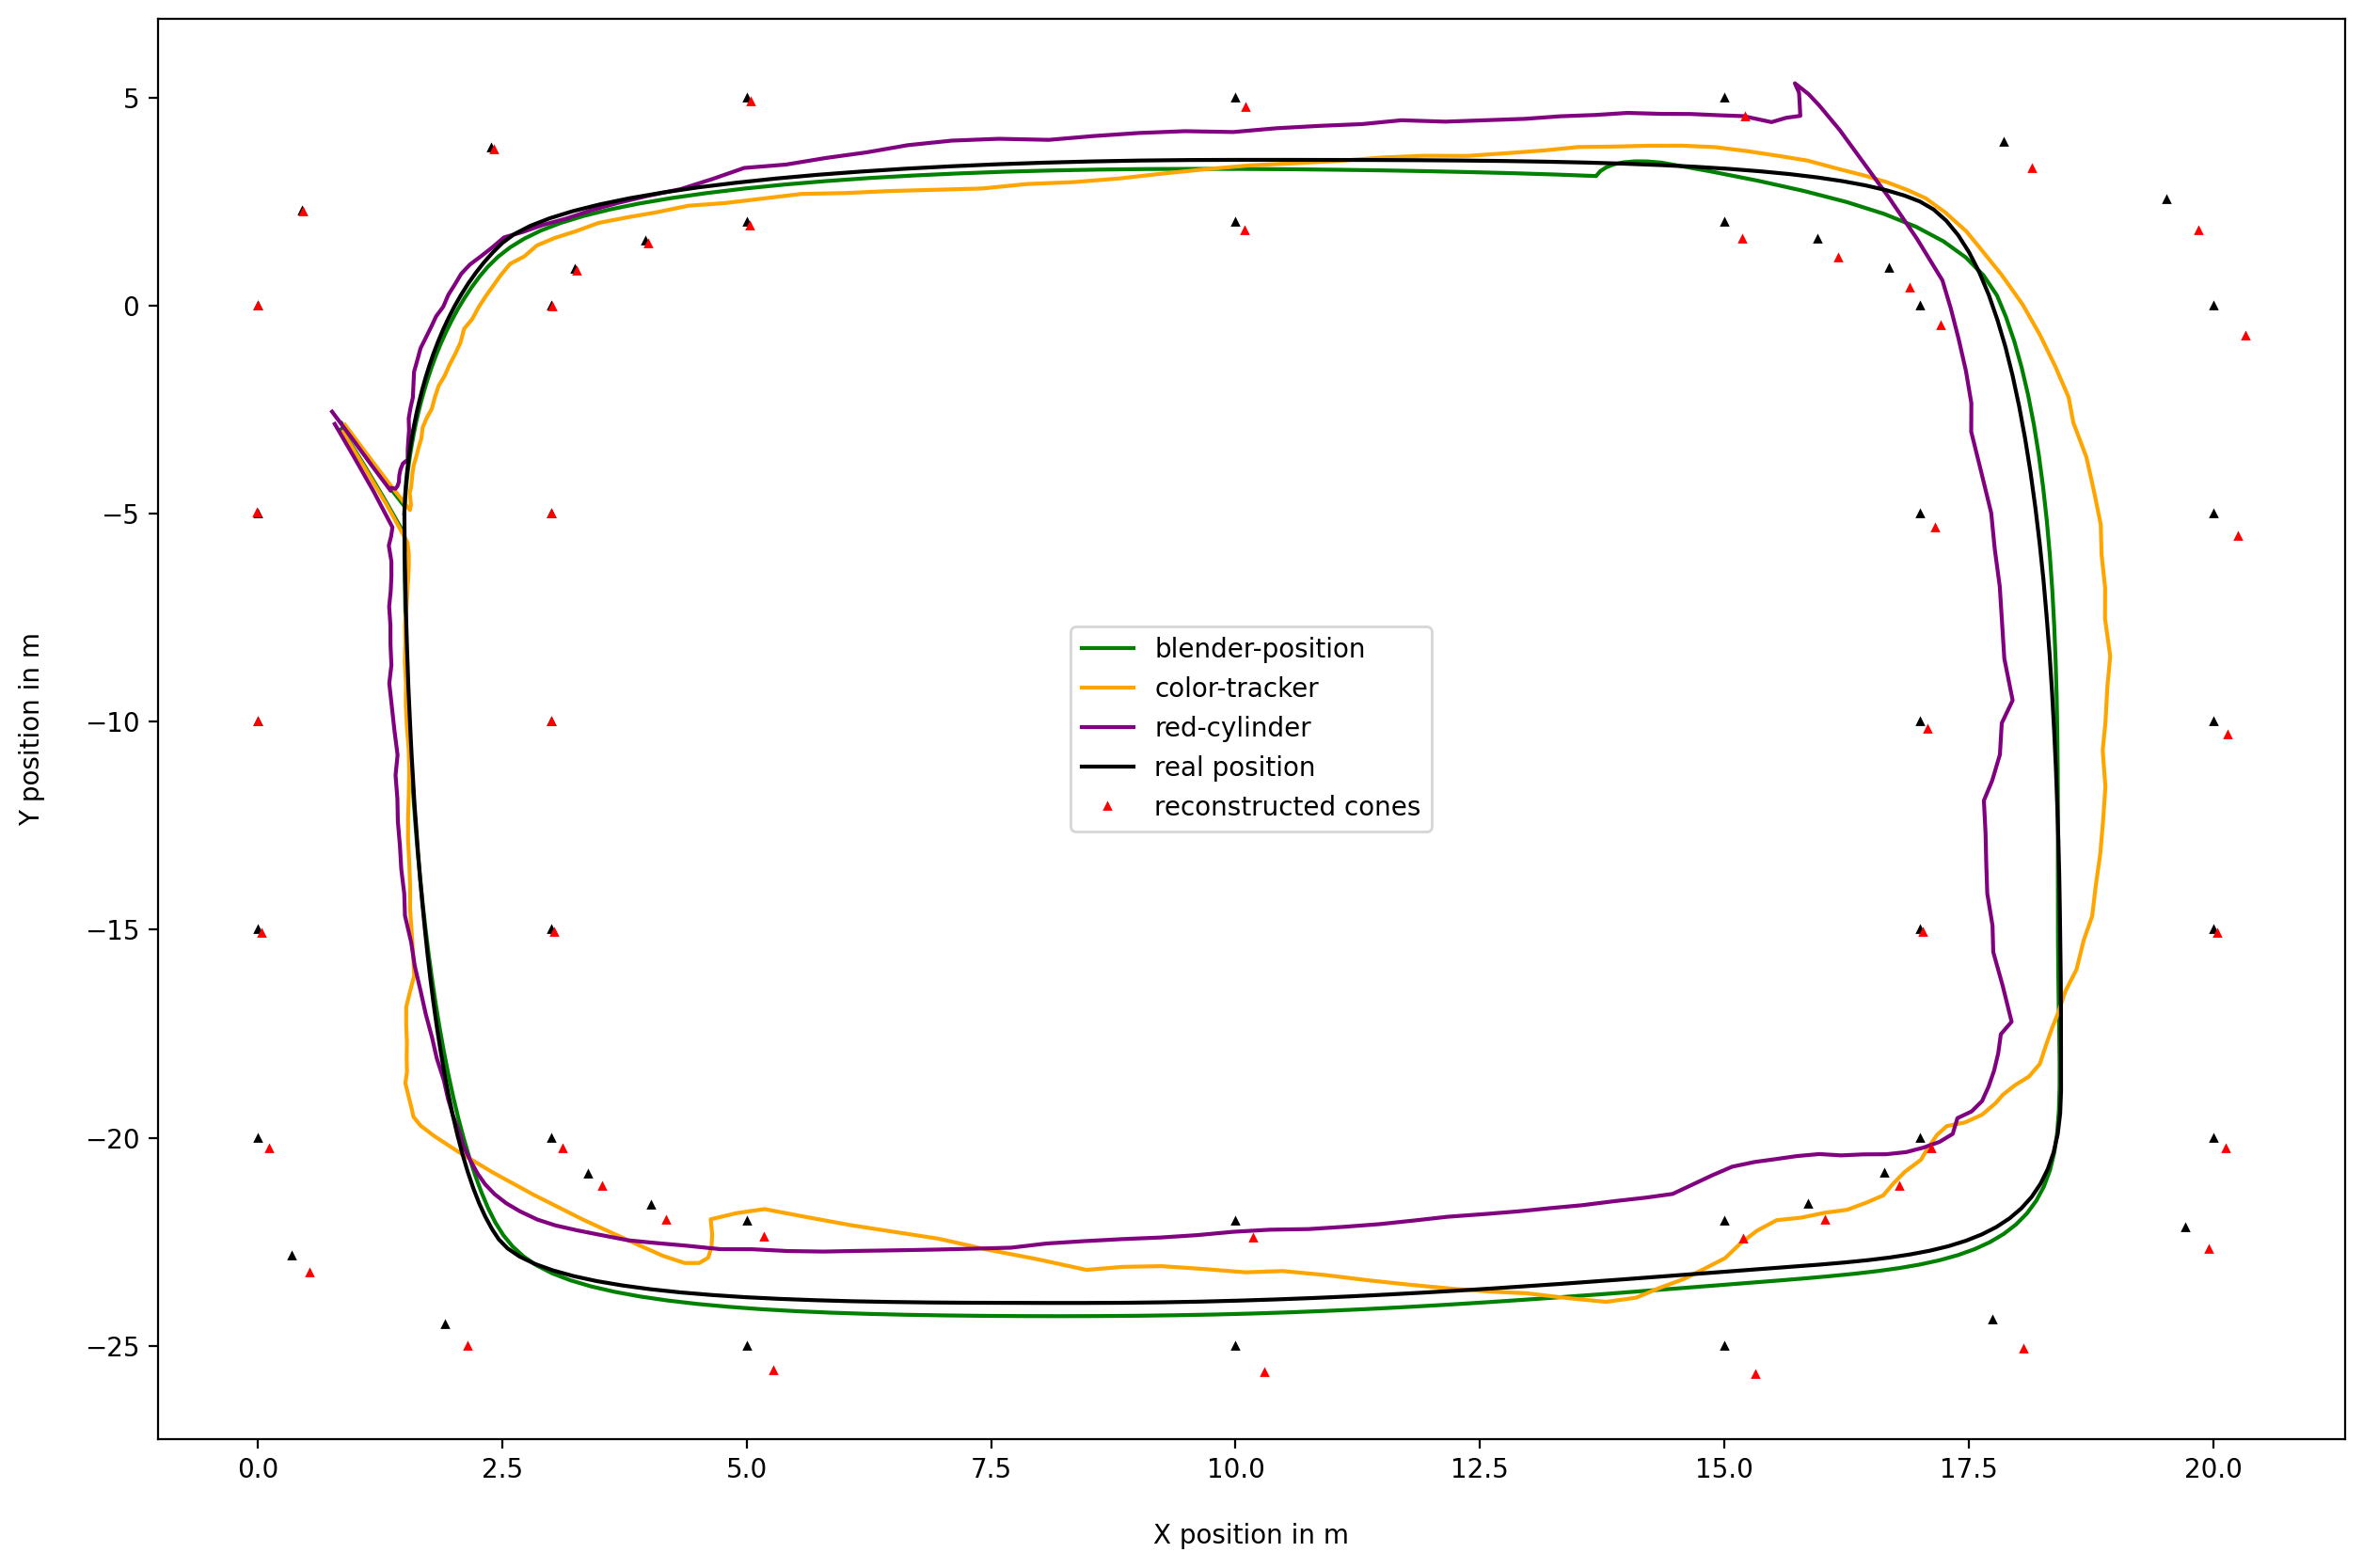 5
0
−5
−10
−15
−20
−25
Y position in m
blender-position
color-tracker
red-cylinder
real position
reconstructed cones
0.0 2.5 5.0 7.5 10.0 12.5 15.0 17.5 20.0
X position in m